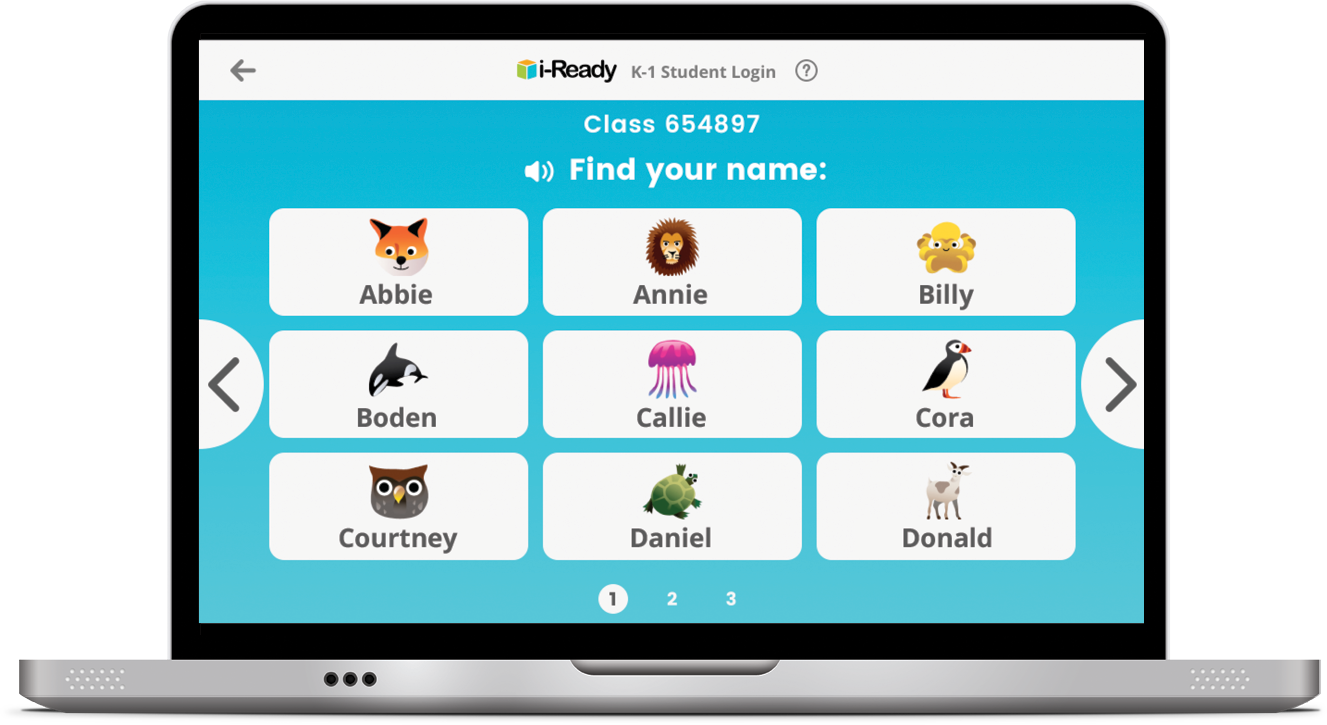 i-Ready K-1 Student Login ?
Class 654897
Find your name:
Abbie Annie Billy
Boden Callie Cora
Courtney Daniel Donald
1 2 3